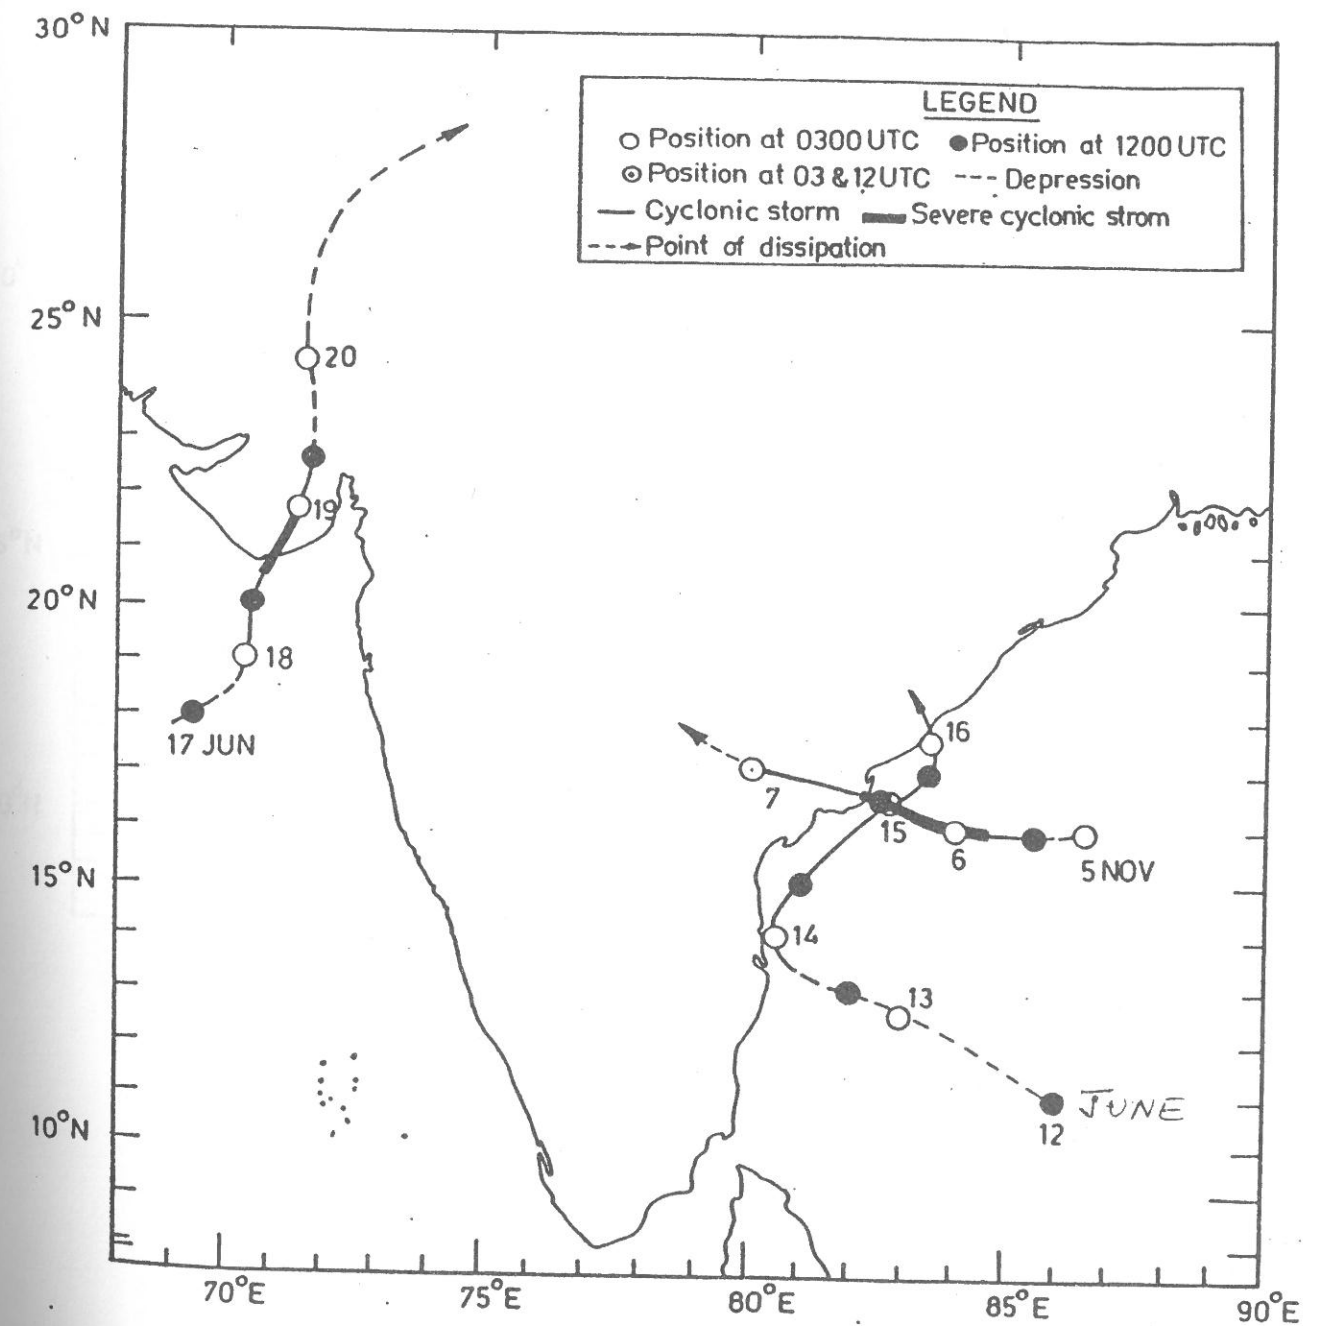 30°N
LEGEND
Position at 0300 UTC Position at 1200 UTC
Position at 03 & 12 UTC Depression
Cyclonic storm Severe cyclonic strom
Point of dissipation
25°N
20
19
20°N
18
17 JUN
16
7
15
6
5 NOV
15°N
14
13
JUNE
12
10°N
70°E 75°E 80°E 85°E 90°E